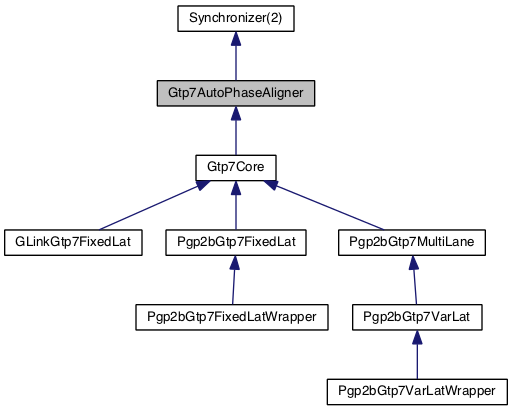 Synchronizer(2)
Gtp7AutoPhaseAligner
Gtp7Core
GLinkGtp7FixedLat
Pgp2bGtp7FixedLat
Pgp2bGtp7MultiLane
Pgp2bGtp7FixedLatWrapper
Pgp2bGtp7VarLat
Pgp2bGtp7VarLatWrapper